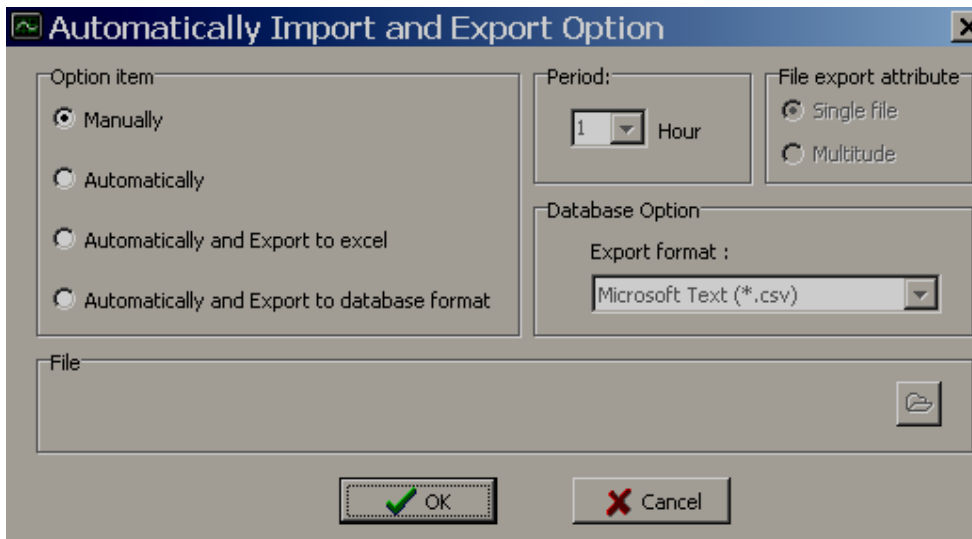 Automatically Import and Export Option
Option item
Manually
Automatically
Automatically and Export to excel
Automatically and Export to database format
Period:
1 Hour
File export attribute
Single file
Multitude
Database Option
Export format :
Microsoft Text (*.csv)
File
OK
Cancel